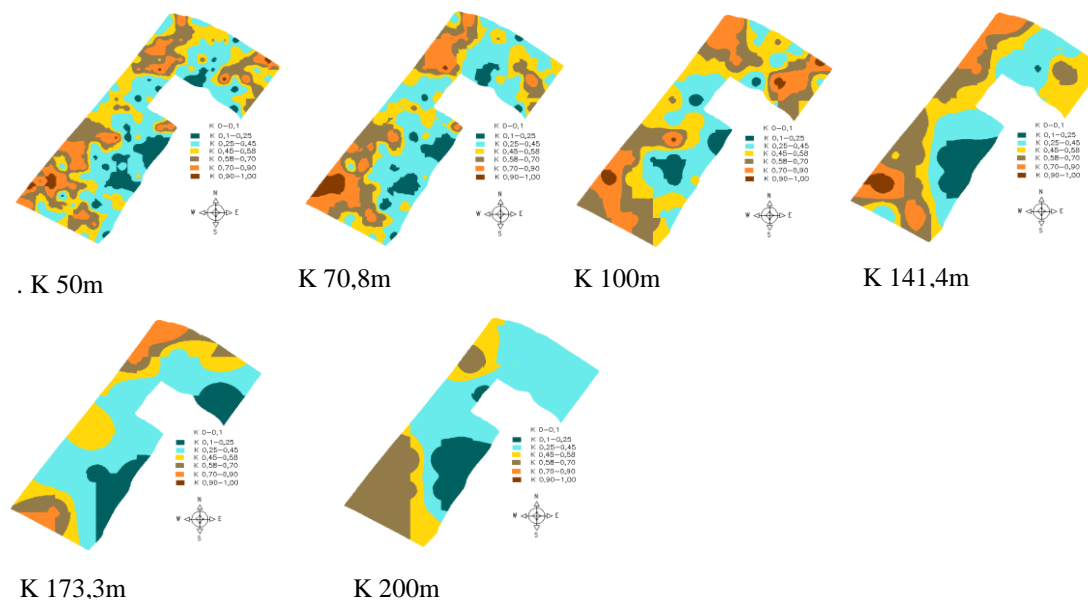 K 0-0,1
K 0,1-0,25
K 0,25-0,45
K 0,45-0,58
K 0,58-0,70
K 0,70-0,90
K 0,90-1,00
N
W E
S
. K 50m
K 0-0,1
K 0,1-0,25
K 0,25-0,45
K 0,45-0,58
K 0,58-0,70
K 0,70-0,90
K 0,90-1,00
N
W E
S
K 70,8m
K 0-0,1
K 0,1-0,25
K 0,25-0,45
K 0,45-0,58
K 0,58-0,70
K 0,70-0,90
K 0,90-1,00
N
W E
S
K 100m
K 0-0,1
K 0,1-0,25
K 0,25-0,45
K 0,45-0,58
K 0,58-0,70
K 0,70-0,90
K 0,90-1,00
N
W E
S
K 141,4m
K 0-0,1
K 0,1-0,25
K 0,25-0,45
K 0,45-0,58
K 0,58-0,70
K 0,70-0,90
K 0,90-1,00
N
W E
S
K 173,3m
K 0-0,1
K 0,1-0,25
K 0,25-0,45
K 0,45-0,58
K 0,58-0,70
K 0,70-0,90
K 0,90-1,00
N
W E
S
K 200m